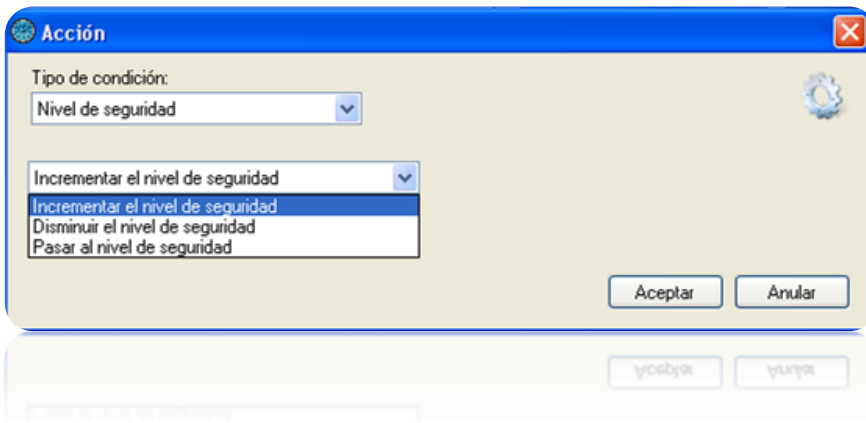 Acción
Tipo de condición:
Nivel de seguridad
Incrementar el nivel de seguridad
Incrementar el nivel de seguridad
Disminuir el nivel de seguridad
Pasar al nivel de seguridad
Aceptar Anular